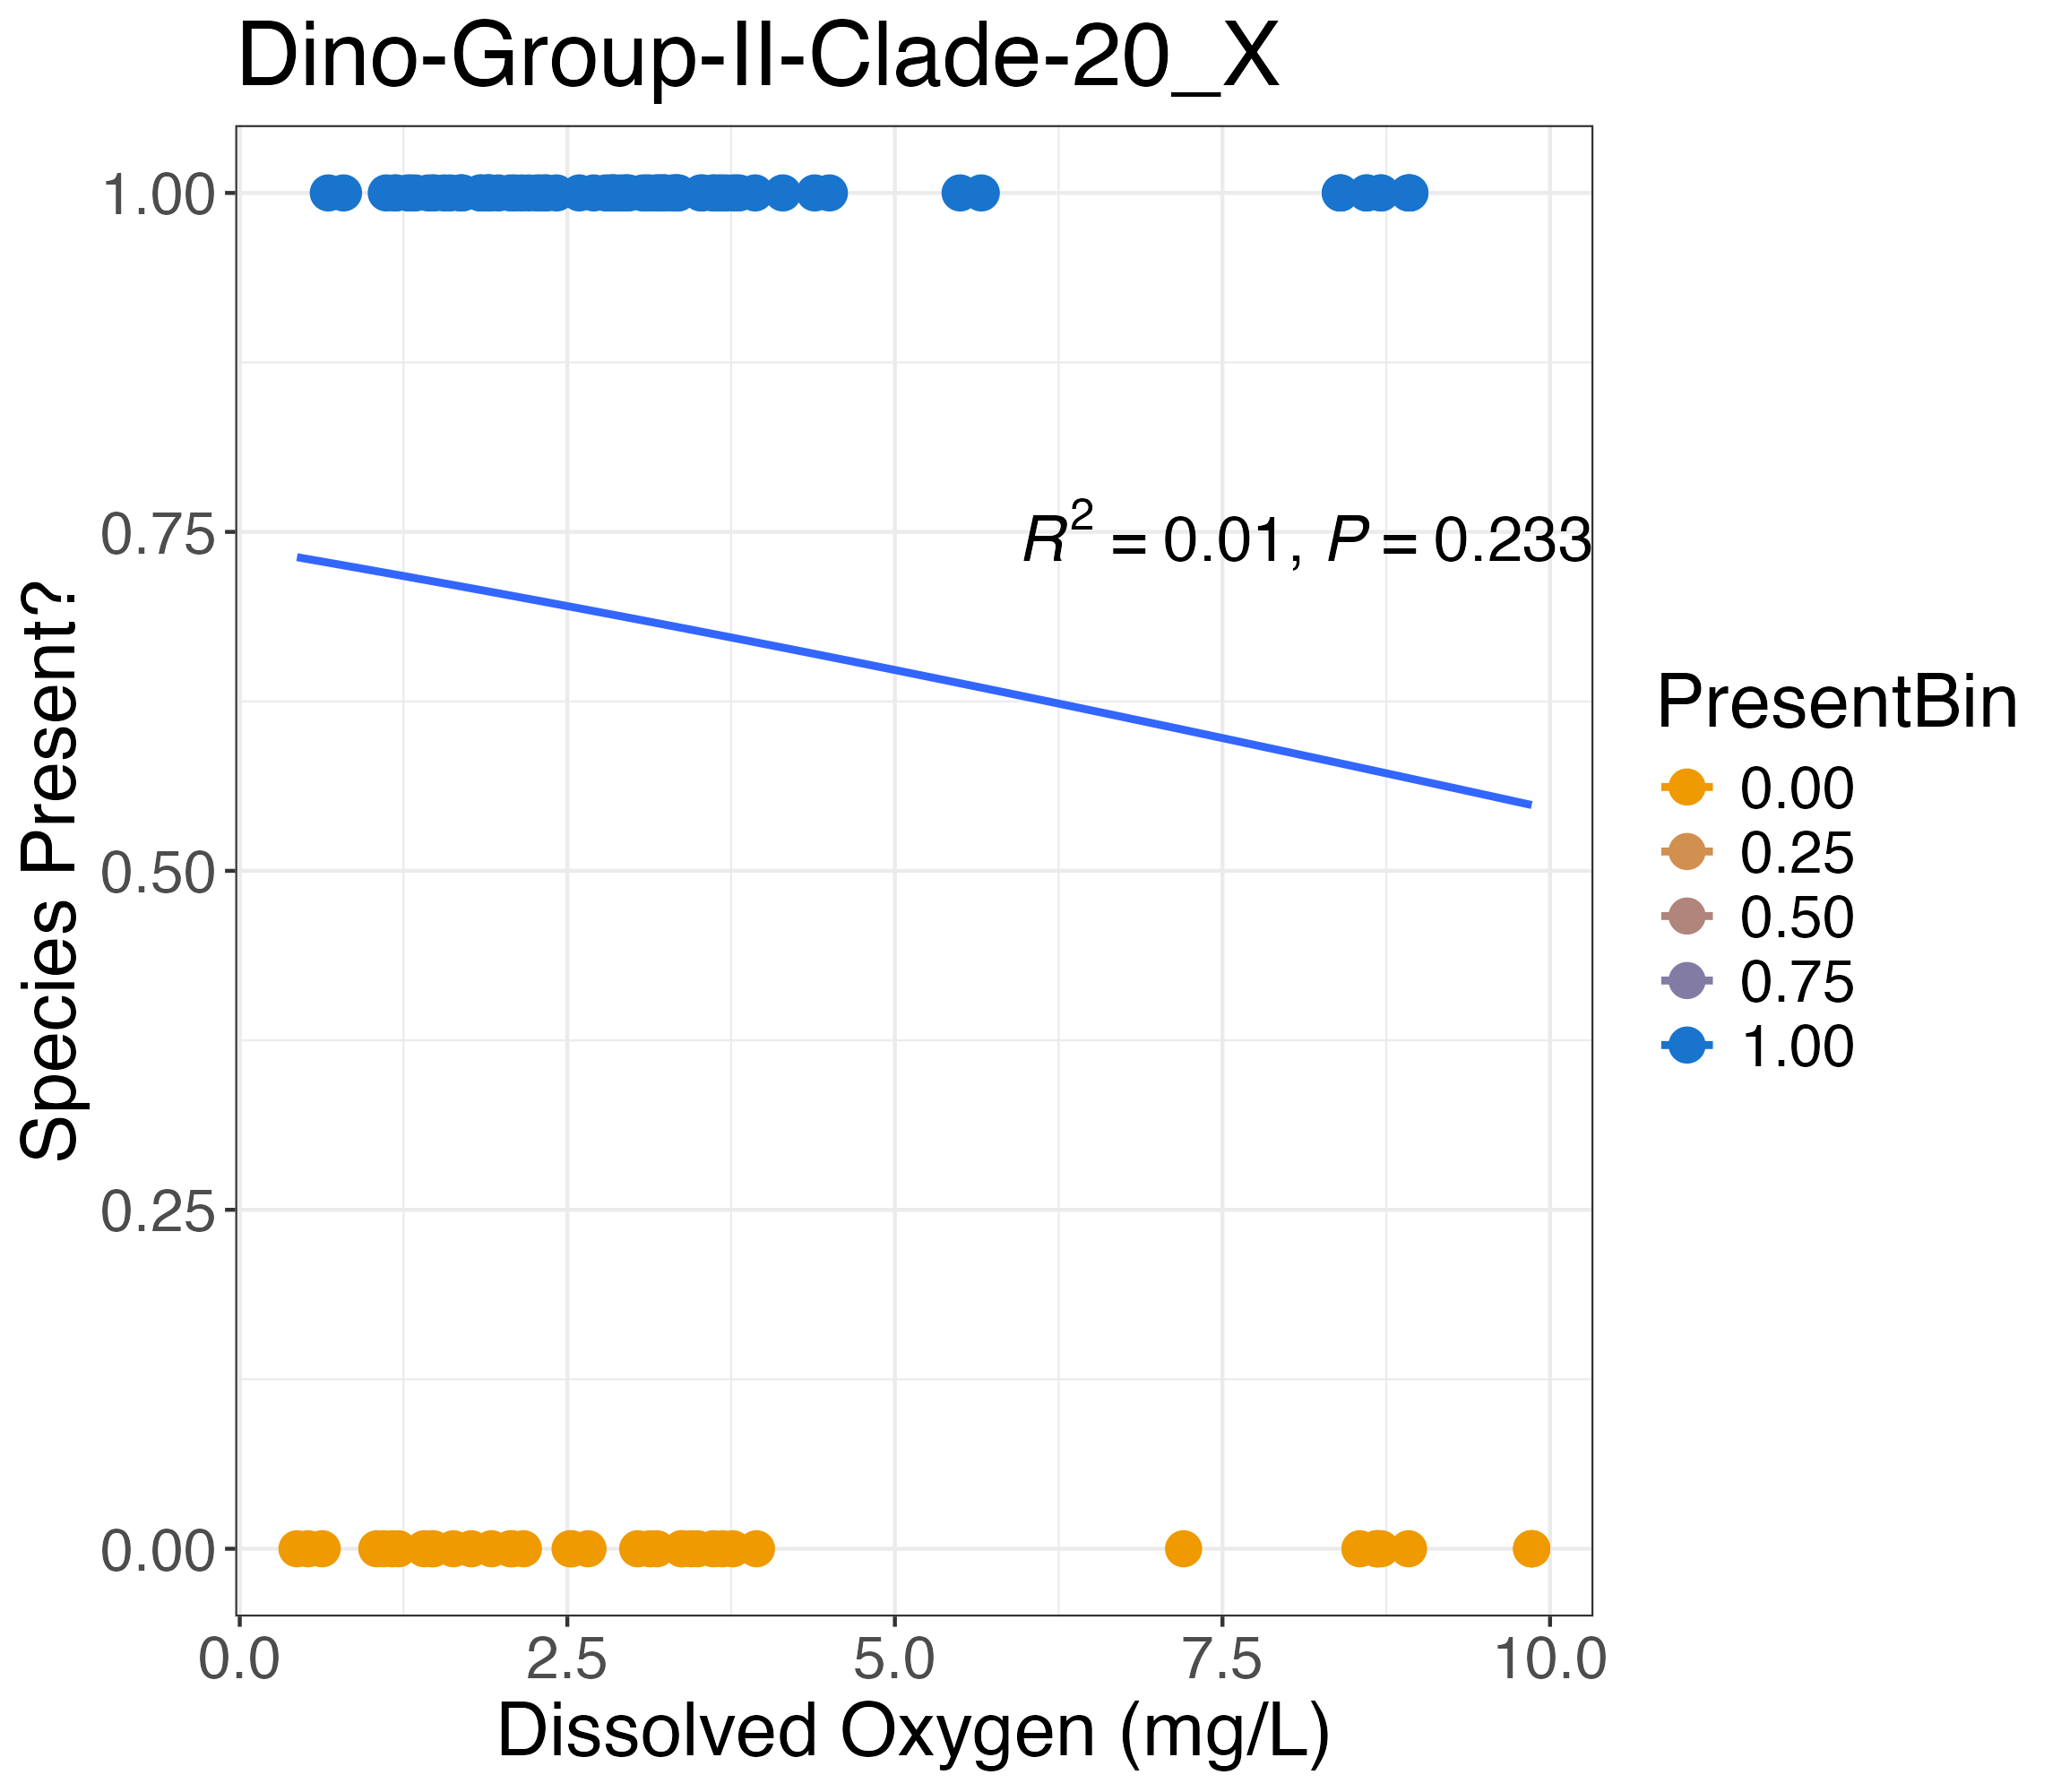 Dino-Group-II-Clade-20_X
1.00
0.75
0.50
0.25
0.00
Species Present?
R² = 0.01, P = 0.233
0.0 2.5 5.0 7.5 10.0
Dissolved Oxygen (mg/L)
PresentBin
0.00
0.25
0.50
0.75
1.00